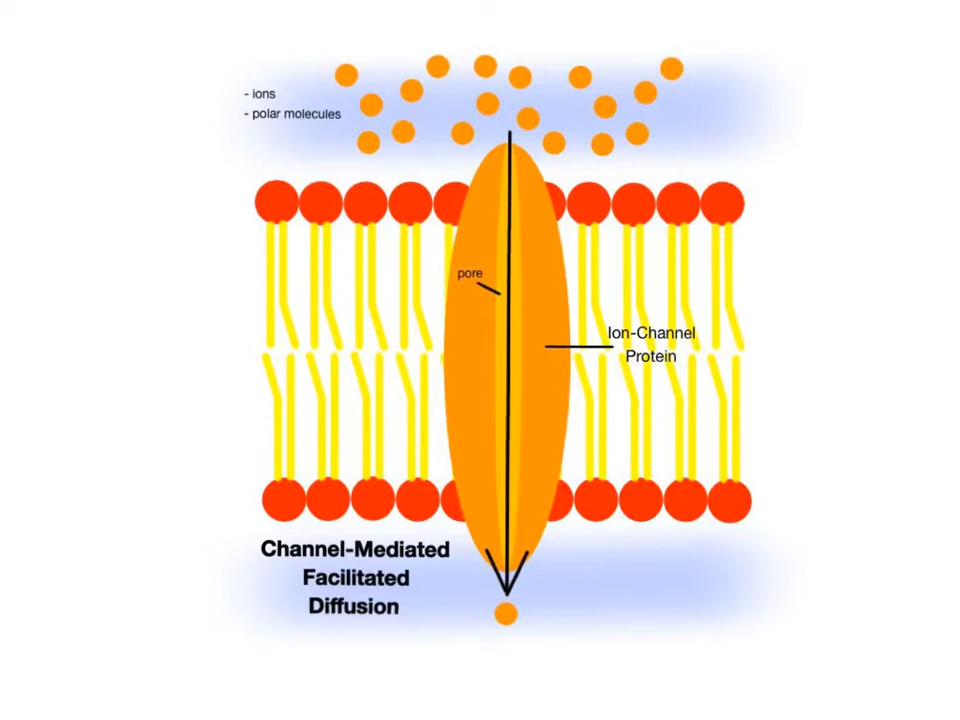 - ions
- polar molecules
pore
Ion-Channel
Protein
Channel-Mediated
Facilitated
Diffusion